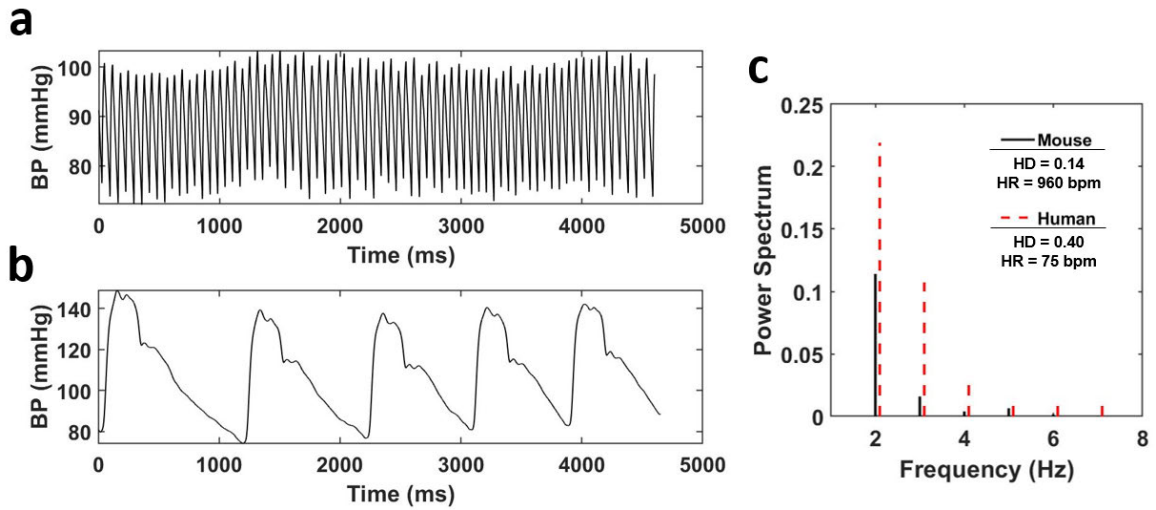 a
BP (mmHg)
100
90
80
0
1000
2000
3000
4000
5000
Time (ms)
b
BP (mmHg)
140
120
100
80
0
1000
2000
3000
4000
5000
Time (ms)
c
Power Spectrum
0.25
0.2
0.15
0.1
0.05
0
2
4
6
8
Frequency (Hz)
Mouse
HD = 0.14
HR = 960 bpm
Human
HD = 0.40
HR = 75 bpm